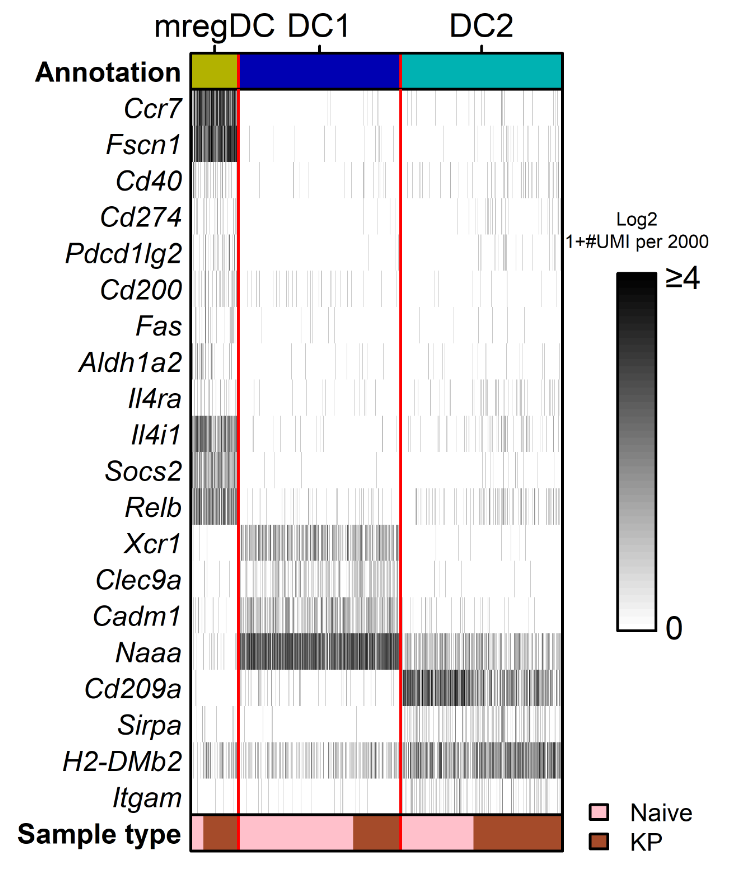 mregDC DC1 DC2
Annotation
Ccr7
Fscn1
Cd40
Cd274
Pdcd1lg2
Cd200
Fas
Aldh1a2
Il4ra
Il4i1
Socs2
Relb
Xcr1
Clec9a
Cadm1
Naaa
Cd209a
Sirpa
H2-DMb2
Itgam
Sample type
Log2
1+#UMI per 2000
≥4
0
Naive
KP